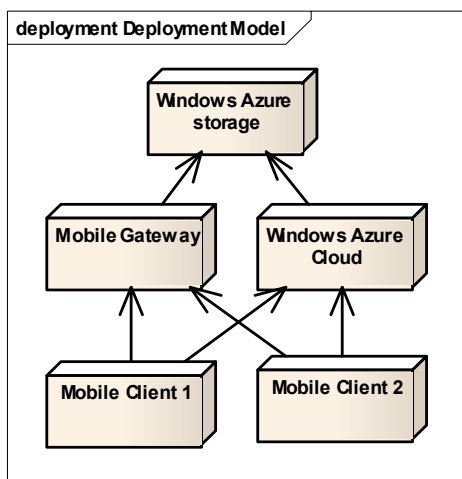 deployment Deployment Model
Windows Azure
storage
Mobile Gateway
Windows Azure
Cloud
Mobile Client 1
Mobile Client 2